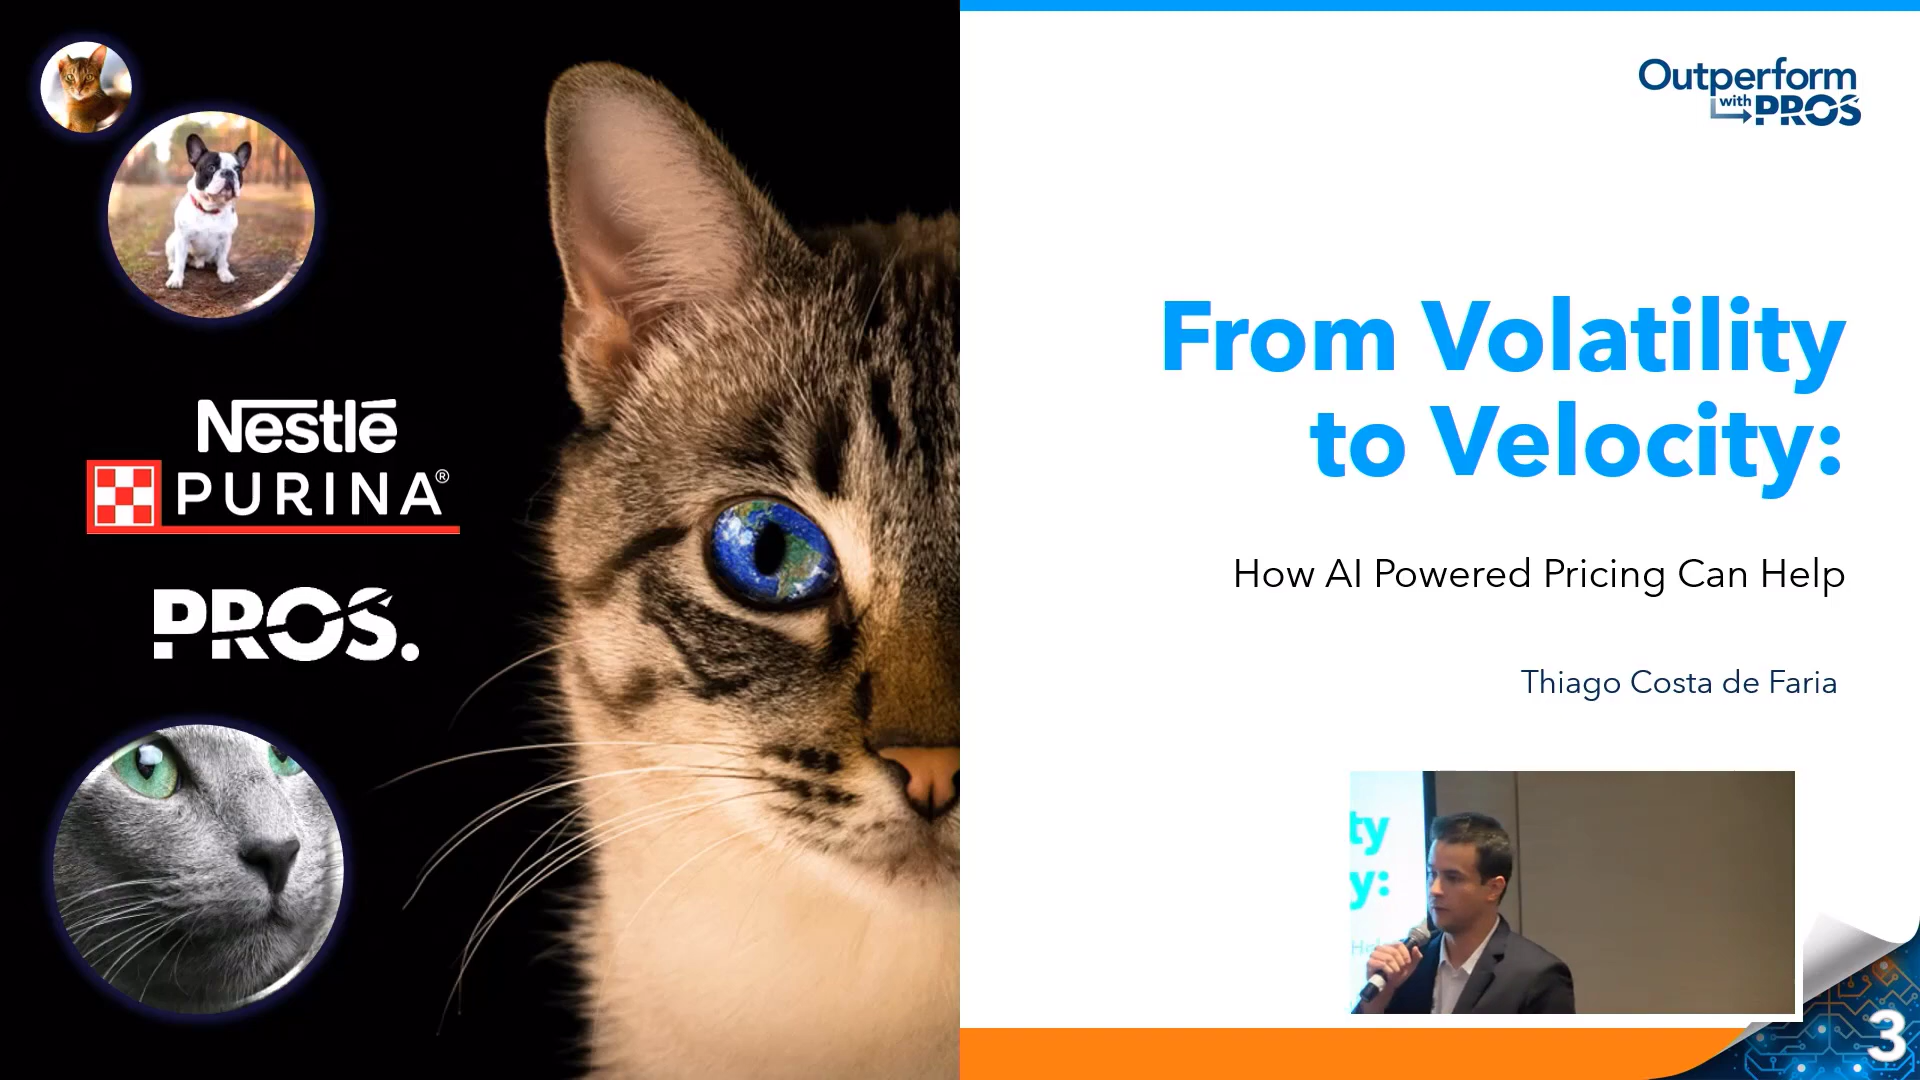 Nestlé
PURINA®
PROS.
Outperform
with PROS
From Volatility
to Velocity:
How AI Powered Pricing Can Help
Thiago Costa de Faria
ty
y:
3